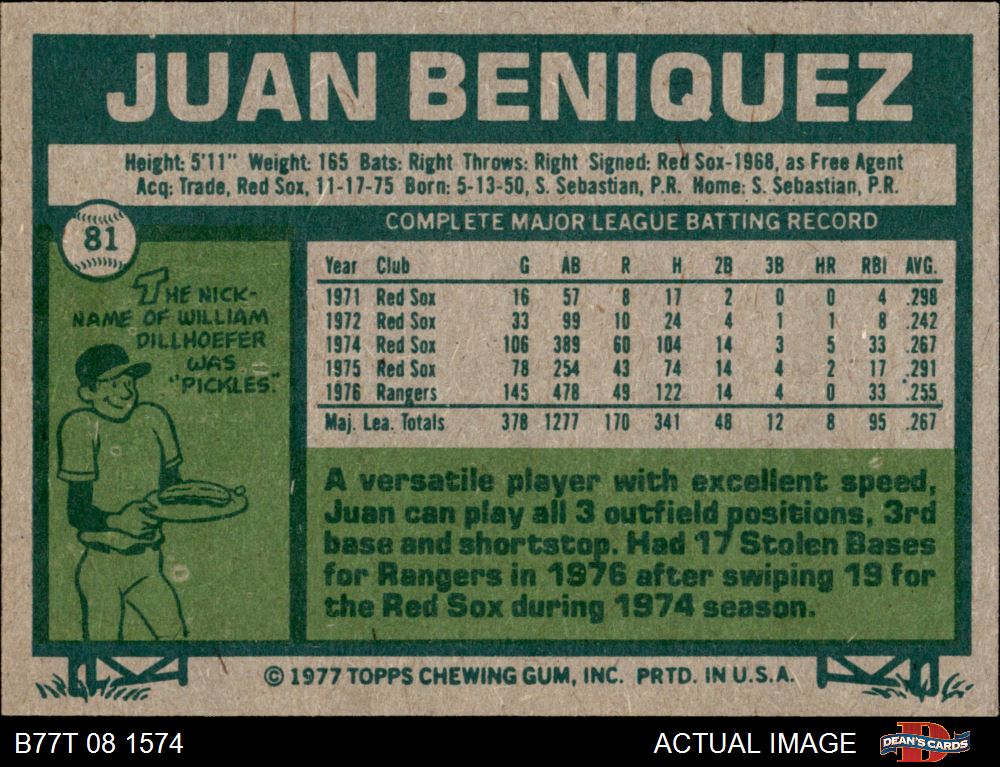 JUAN BENIQUEZ
Height: 5'11" Weight: 165 Bats: Right Throws: Right Signed: Red Sox-1968, as Free Agent
Acq: Trade, Red Sox, 11-17-75 Born: 5-13-50, S. Sebastian, P.R. Home: S. Sebastian, P.R.
81
THE NICK-
NAME OF WILLIAM
DILLHOEFER
WAS
"PICKLES."
COMPLETE MAJOR LEAGUE BATTING RECORD
Year Club G AB R H 2B 3B HR RBI AVG.
1971 Red Sox 16 57 8 17 2 0 0 4 .298
1972 Red Sox 33 99 10 24 4 1 1 8 .242
1974 Red Sox 106 389 60 104 14 3 5 33 .267
1975 Red Sox 78 254 43 74 14 4 2 17 .291
1976 Rangers 145 478 49 122 14 4 0 33 .255
Maj. Lea. Totals 378 1277 170 341 48 12 8 95 .267
A versatile player with excellent speed,
Juan can play all 3 outfield positions, 3rd
base and shortstop. Had 17 Stolen Bases
for Rangers in 1976 after swiping 19 for
the Red Sox during 1974 season.
© 1977 TOPPS CHEWING GUM, INC. PRTD. IN U.S.A.
B77T 08 1574
ACTUAL IMAGE
D
DEAN'S CARDS